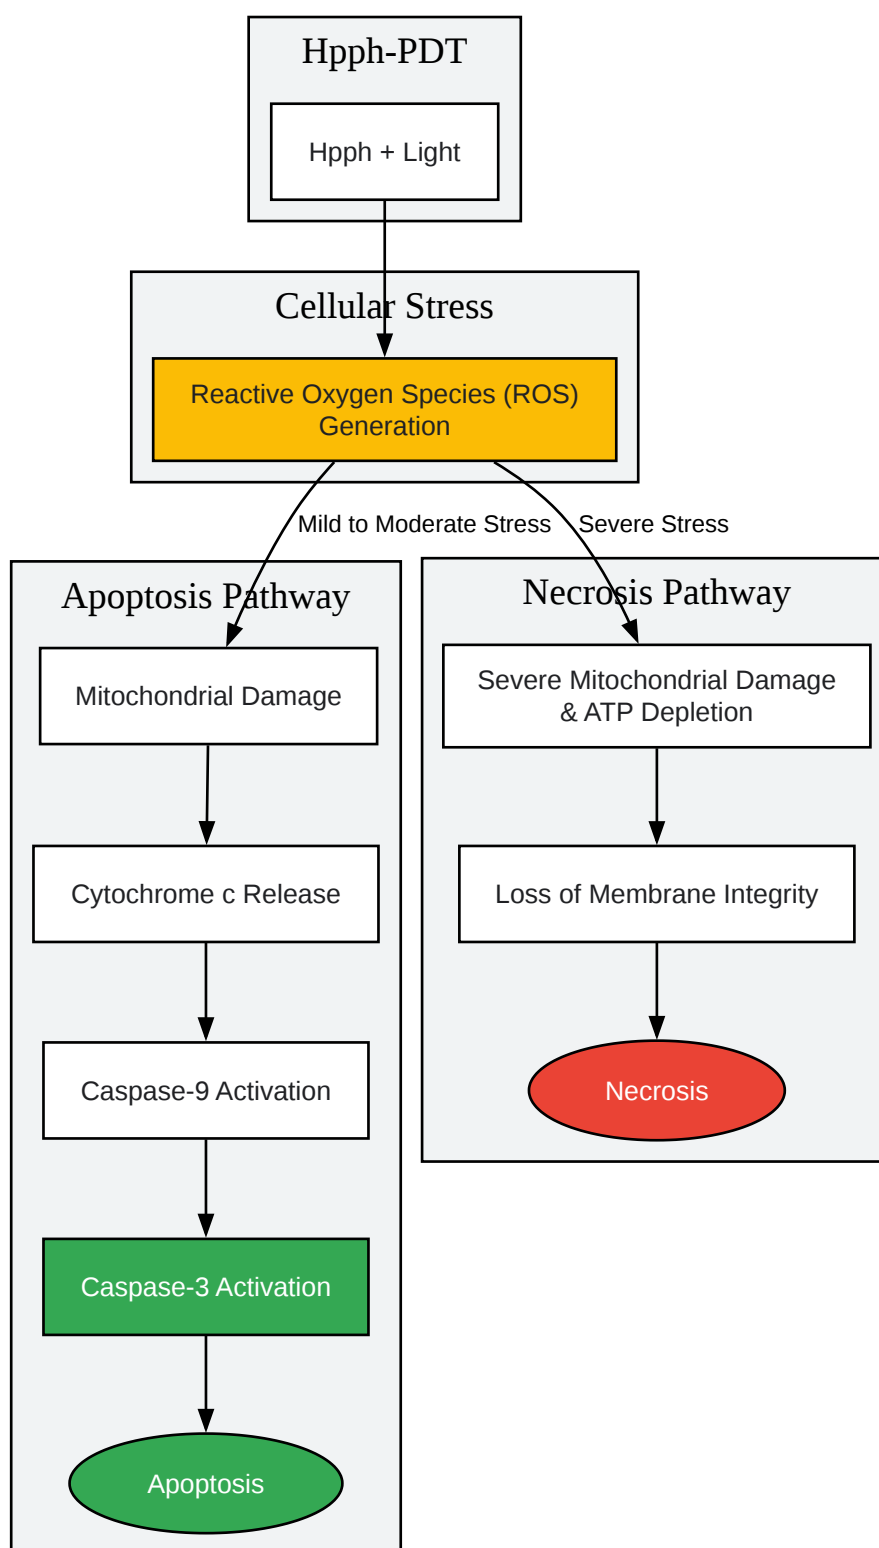 Hpph-PDT
Hpph + Light
Cellular Stress
Reactive Oxygen Species (ROS)
Generation
Mild to Moderate Stress
Severe Stress
Apoptosis Pathway
Mitochondrial Damage
Cytochrome c Release
Caspase-9 Activation
Caspase-3 Activation
Apoptosis
Necrosis Pathway
Severe Mitochondrial Damage
& ATP Depletion
Loss of Membrane Integrity
Necrosis